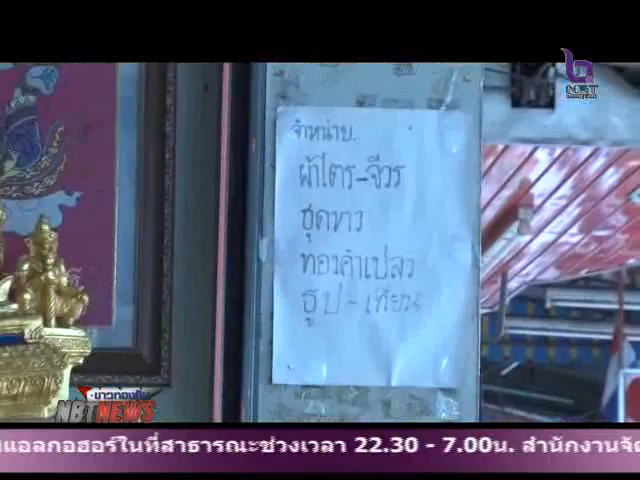 จำหน่าย
ผ้าไตร-จีวร
ชุดขาว
ทองคำเปลว
ธูป-เทียน
ข่าวท้องถิ่น
NBT NEWS
แอลกอฮอร์ในที่สาธารณะช่วงเวลา 22.30 - 7.00น. สำนักงานจัด